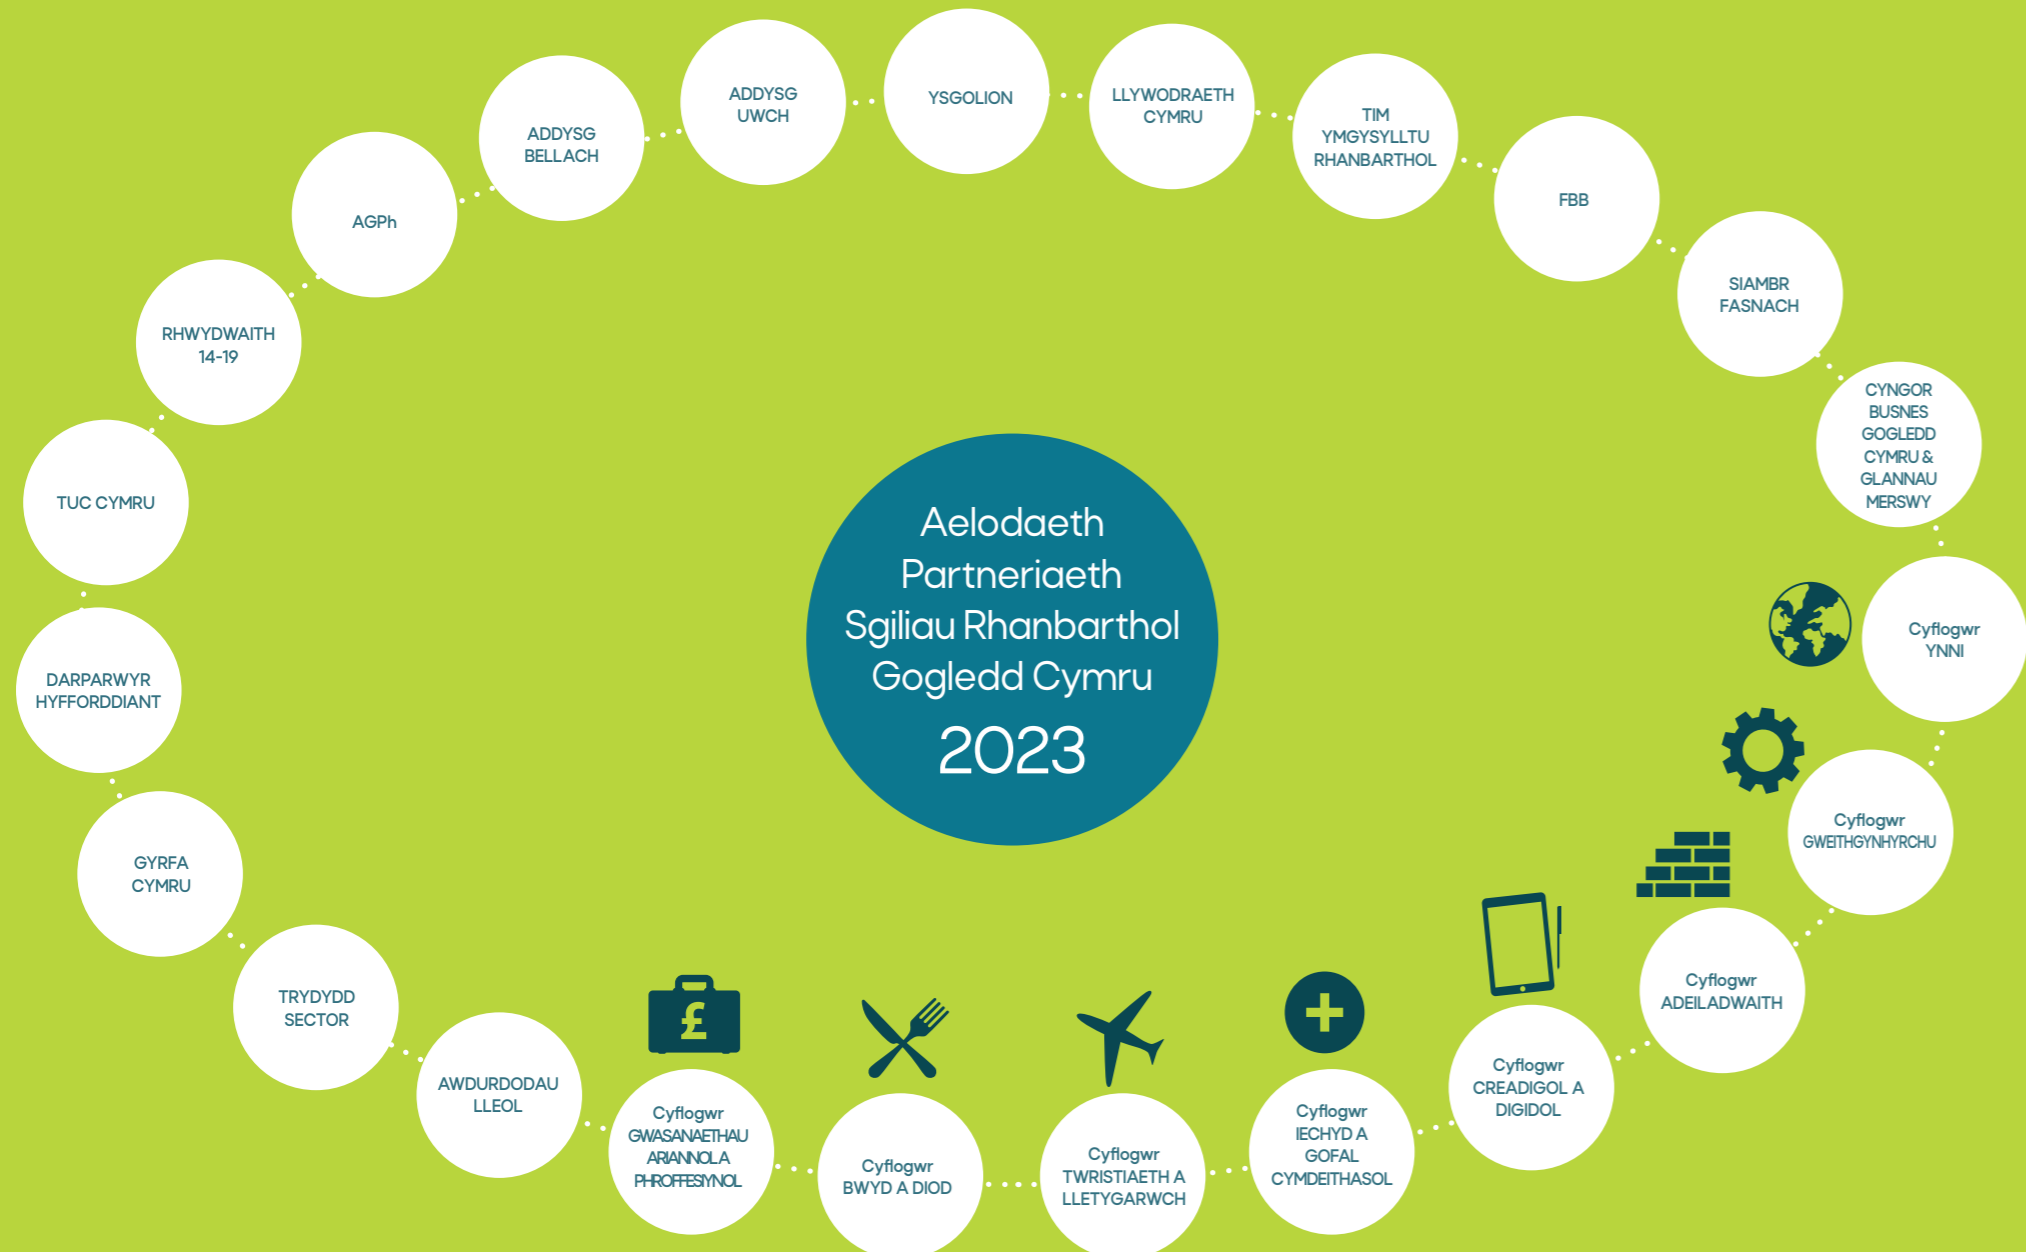 Aelodaeth
Partneriaeth
Sgiliau Rhanbarthol
Gogledd Cymru
2023
YSGOLION
LLYWODRAETH
CYMRU
TIM
YMGYSYLLTU
RHANBARTHOL
FBB
SIAMBR
FASNACH
CYNGOR
BUSNES
GOGLEDD
CYMRU &
GLANNAU
MERSWY
Cyflogwr
YNNI
Cyflogwr
GWEITHGYNHYRCHU
Cyflogwr
ADEILADWAITH
Cyflogwr
CREADIGOL A
DIGIDOL
Cyflogwr
IECHYD A
GOFAL
CYMDEITHASOL
Cyflogwr
TWRISTIAETH A
LLETYGARWCH
Cyflogwr
BWYD A DIOD
£
Cyflogwr
GWASANAETHAU
ARIANNOL A
PHROFFESIYNOL
AWDURDODAU
LLEOL
TRYDYDD
SECTOR
GYRFA
CYMRU
DARPARWYR
HYFFORDDIANT
TUC CYMRU
RHWYDWAITH
14-19
AGPh
ADDYSG
BELLACH
ADDYSG
UWCH